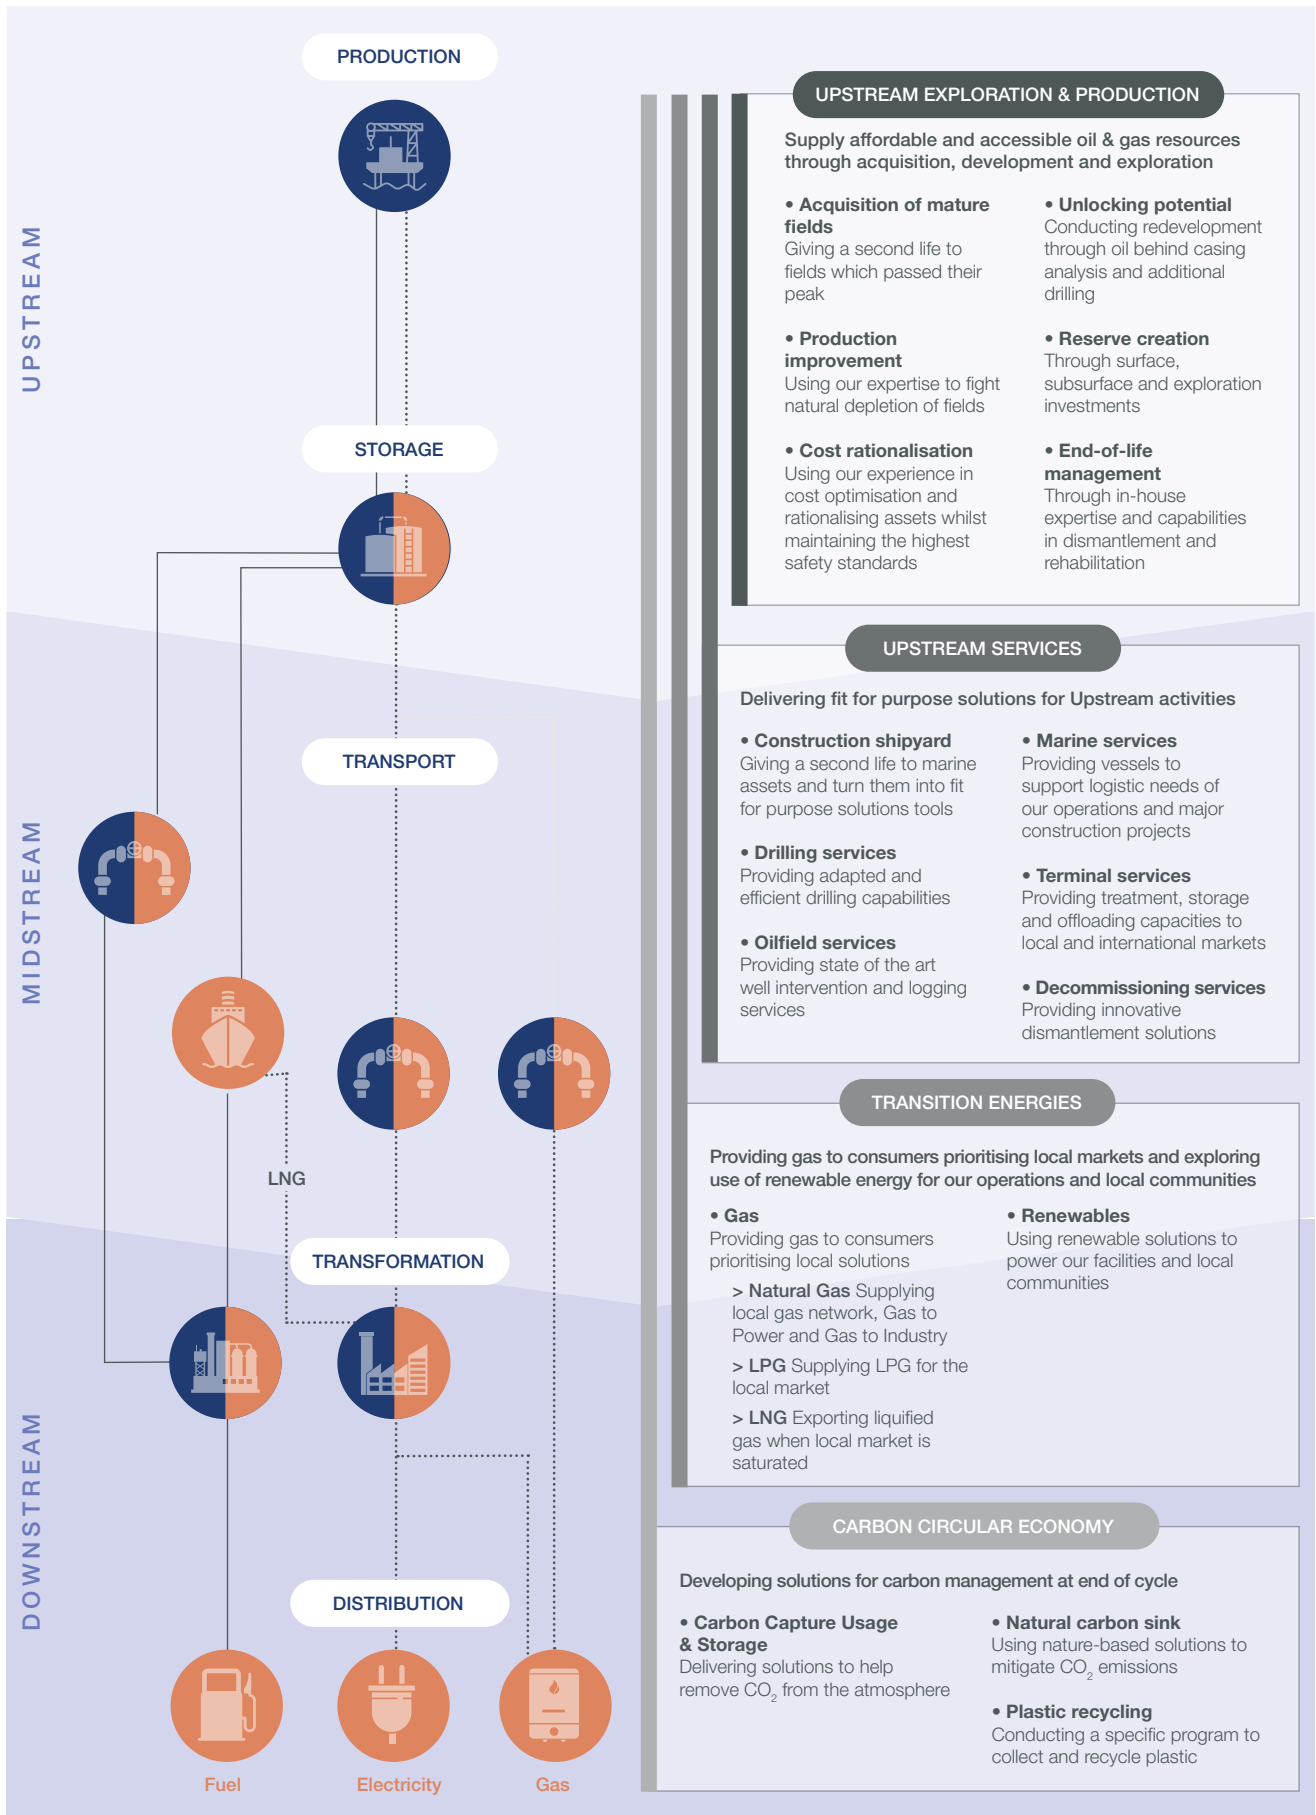 PRODUCTION
UPSTREAM
STORAGE
TRANSPORT
MIDSTREAM
LNG
TRANSFORMATION
DOWNSTREAM
DISTRIBUTION
Fuel
Electricity
Gas
UPSTREAM EXPLORATION & PRODUCTION
Supply affordable and accessible oil & gas resources
through acquisition, development and exploration
• Acquisition of mature
fields
Giving a second life to
fields which passed their
peak
• Production
improvement
Using our expertise to fight
natural depletion of fields
• Cost rationalisation
Using our experience in
cost optimisation and
rationalising assets whilst
maintaining the highest
safety standards
• Unlocking potential
Conducting redevelopment
through oil behind casing
analysis and additional
drilling
• Reserve creation
Through surface,
subsurface and exploration
investments
• End-of-life
management
Through in-house
expertise and capabilities
in dismantlement and
rehabilitation
UPSTREAM SERVICES
Delivering fit for purpose solutions for Upstream activities
• Construction shipyard
Giving a second life to marine
assets and turn them into fit
for purpose solutions tools
• Drilling services
Providing adapted and
efficient drilling capabilities
• Oilfield services
Providing state of the art
well intervention and logging
services
• Marine services
Providing vessels to
support logistic needs of
our operations and major
construction projects
• Terminal services
Providing treatment, storage
and offloading capacities to
local and international markets
• Decommissioning services
Providing innovative
dismantlement solutions
TRANSITION ENERGIES
Providing gas to consumers prioritising local markets and exploring
use of renewable energy for our operations and local communities
• Gas
Providing gas to consumers
prioritising local solutions
> Natural Gas Supplying
local gas network, Gas to
Power and Gas to Industry
> LPG Supplying LPG for the
local market
> LNG Exporting liquified
gas when local market is
saturated
• Renewables
Using renewable solutions to
power our facilities and local
communities
CARBON CIRCULAR ECONOMY
Developing solutions for carbon management at end of cycle
• Carbon Capture Usage
& Storage
Delivering solutions to help
remove CO₂ from the atmosphere
• Natural carbon sink
Using nature-based solutions to
mitigate CO₂ emissions
• Plastic recycling
Conducting a specific program to
collect and recycle plastic